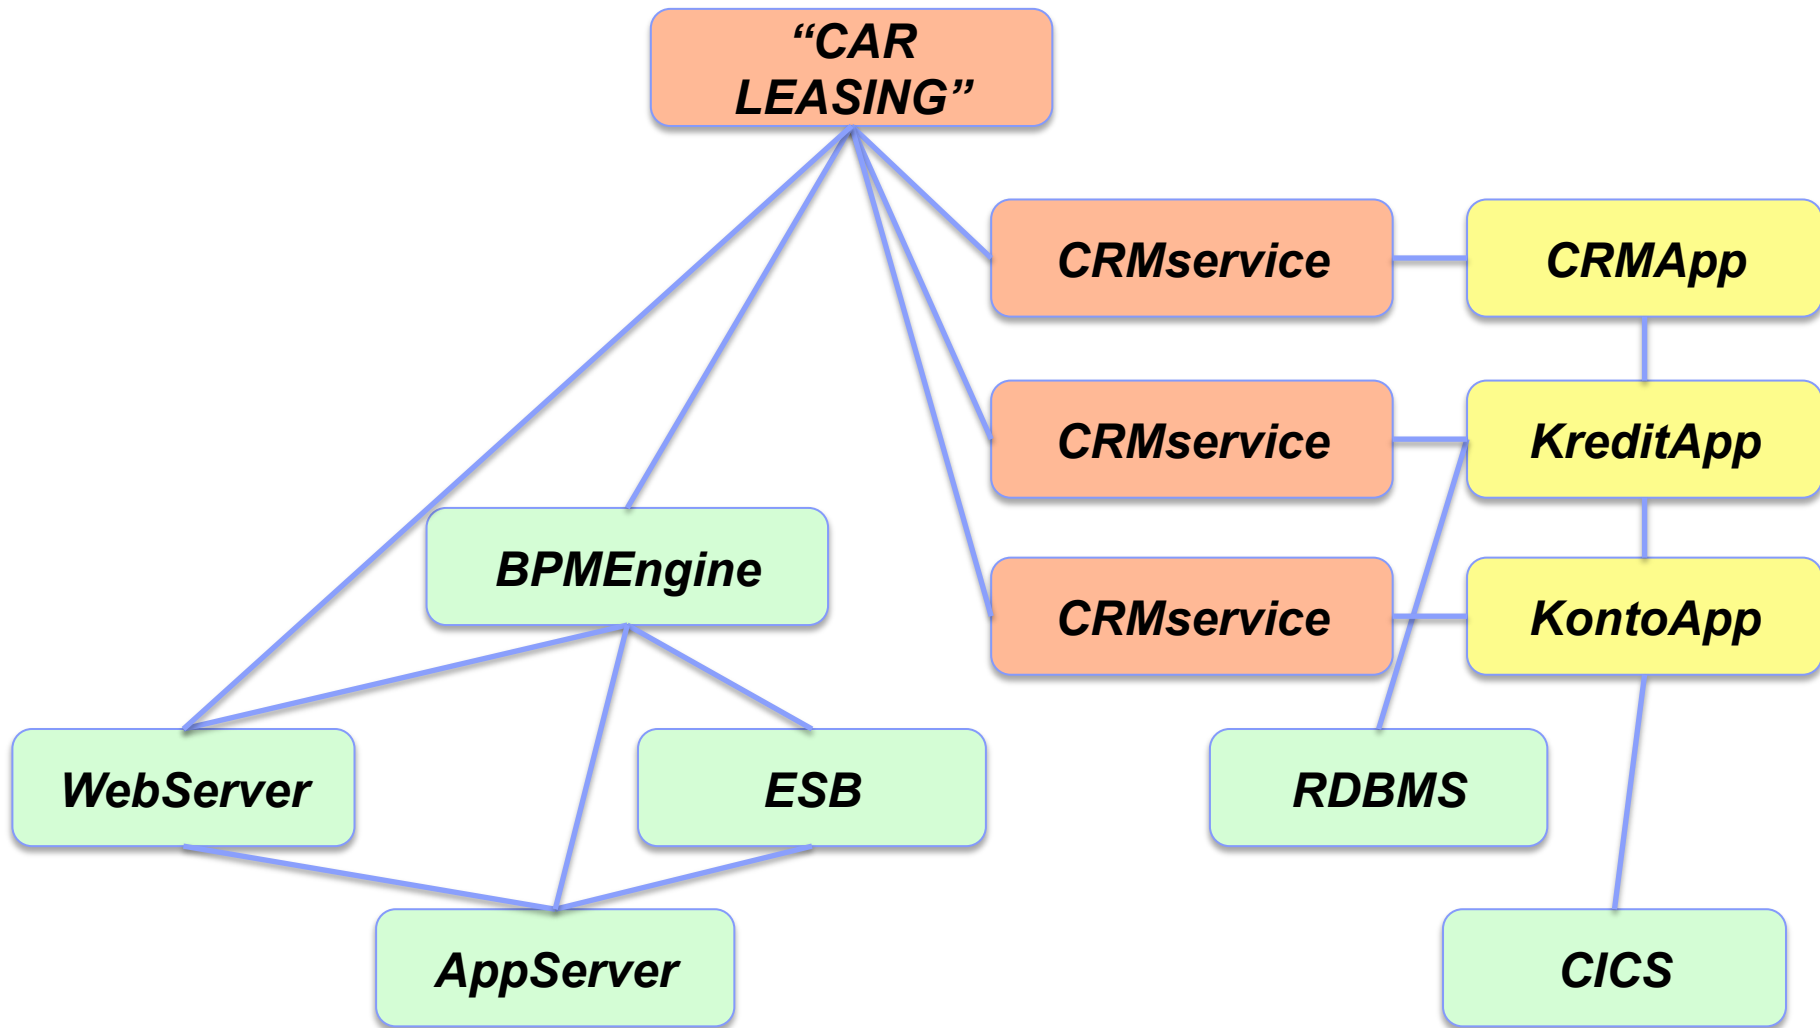 “CAR
LEASING”
CRMservice
CRMApp
CRMservice
KreditApp
BPMEngine
CRMservice
KontoApp
WebServer
ESB
RDBMS
AppServer
CICS